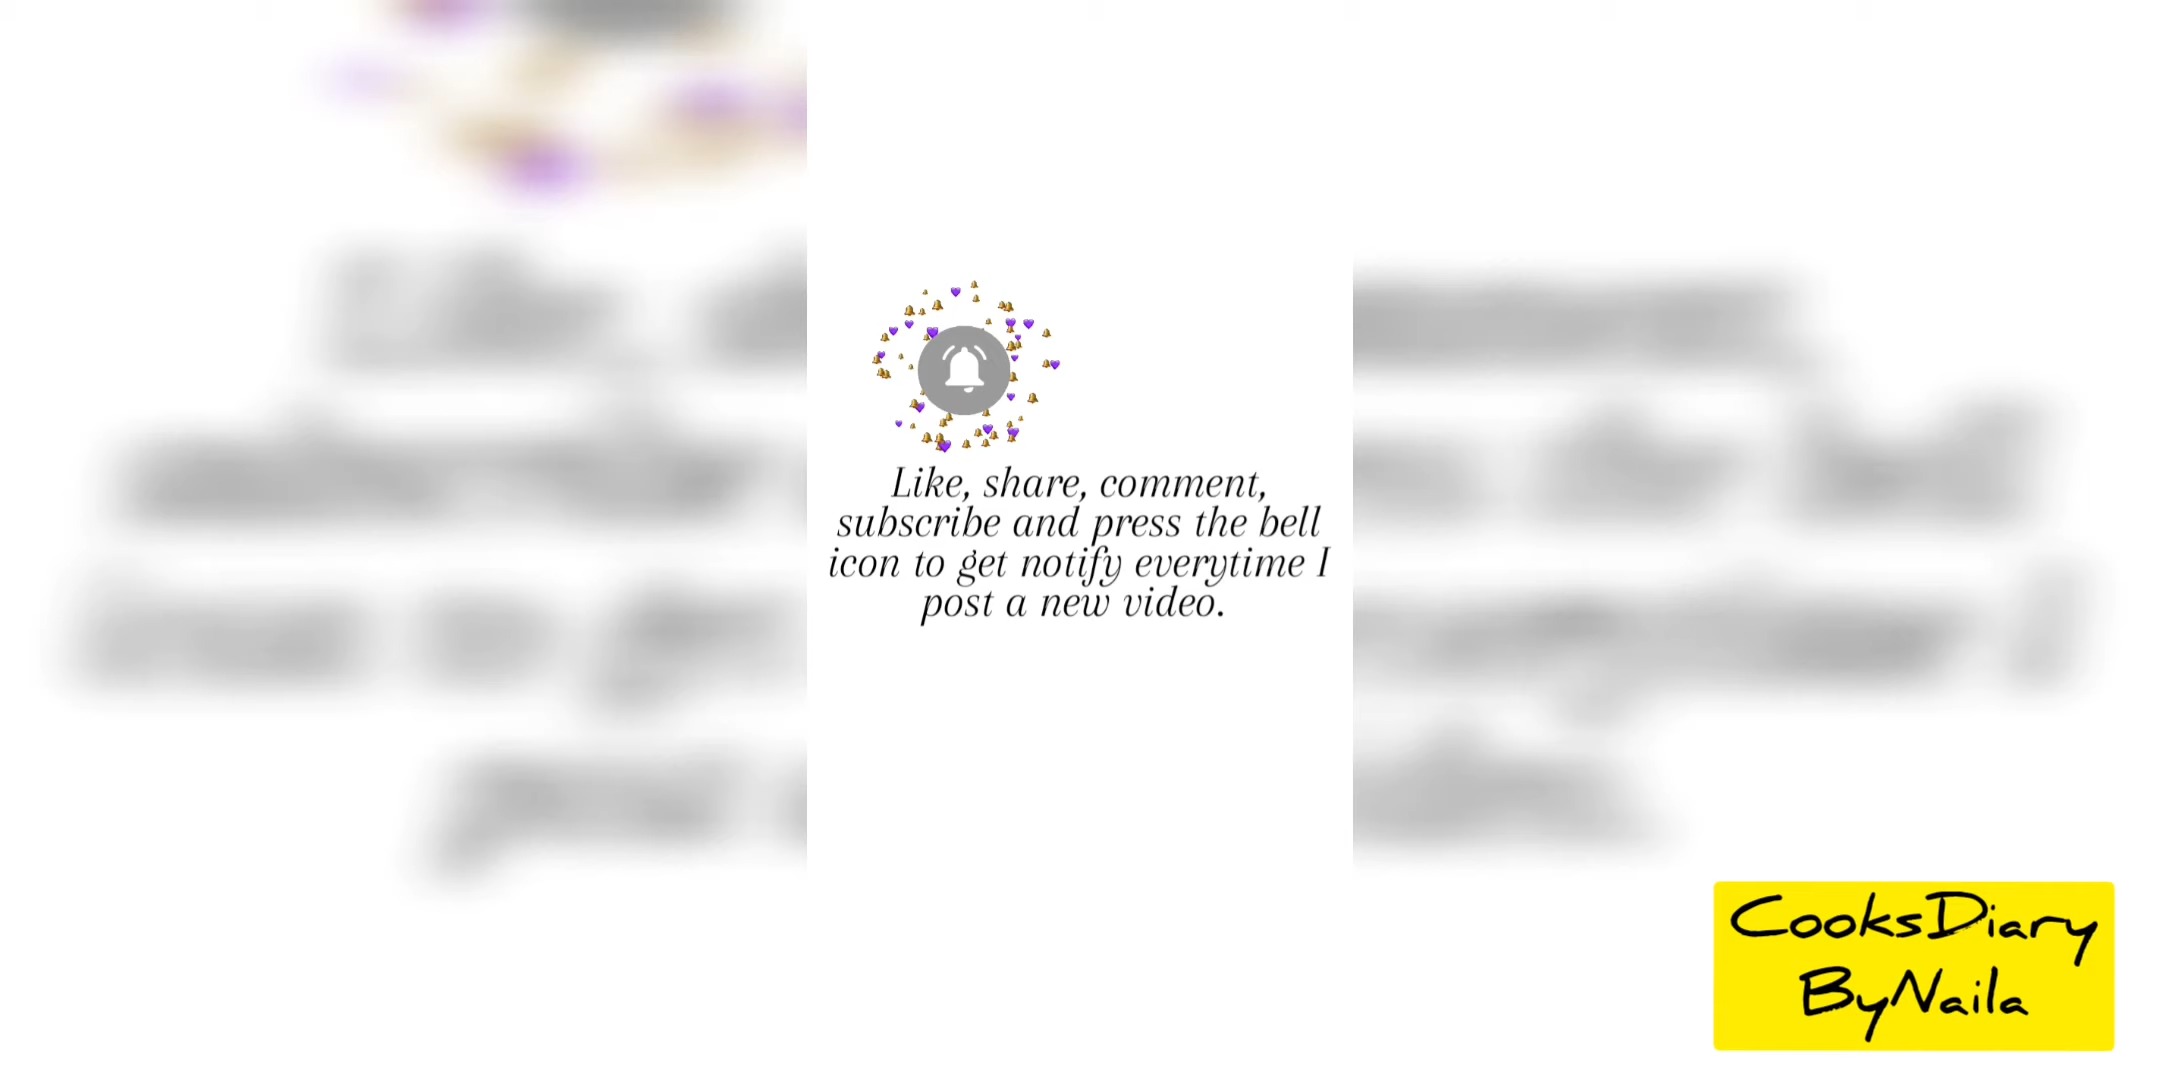 Like, share, comment,
subscribe and press the bell
icon to get notify everytime I
post a new video.
CooksDiary
ByNaila